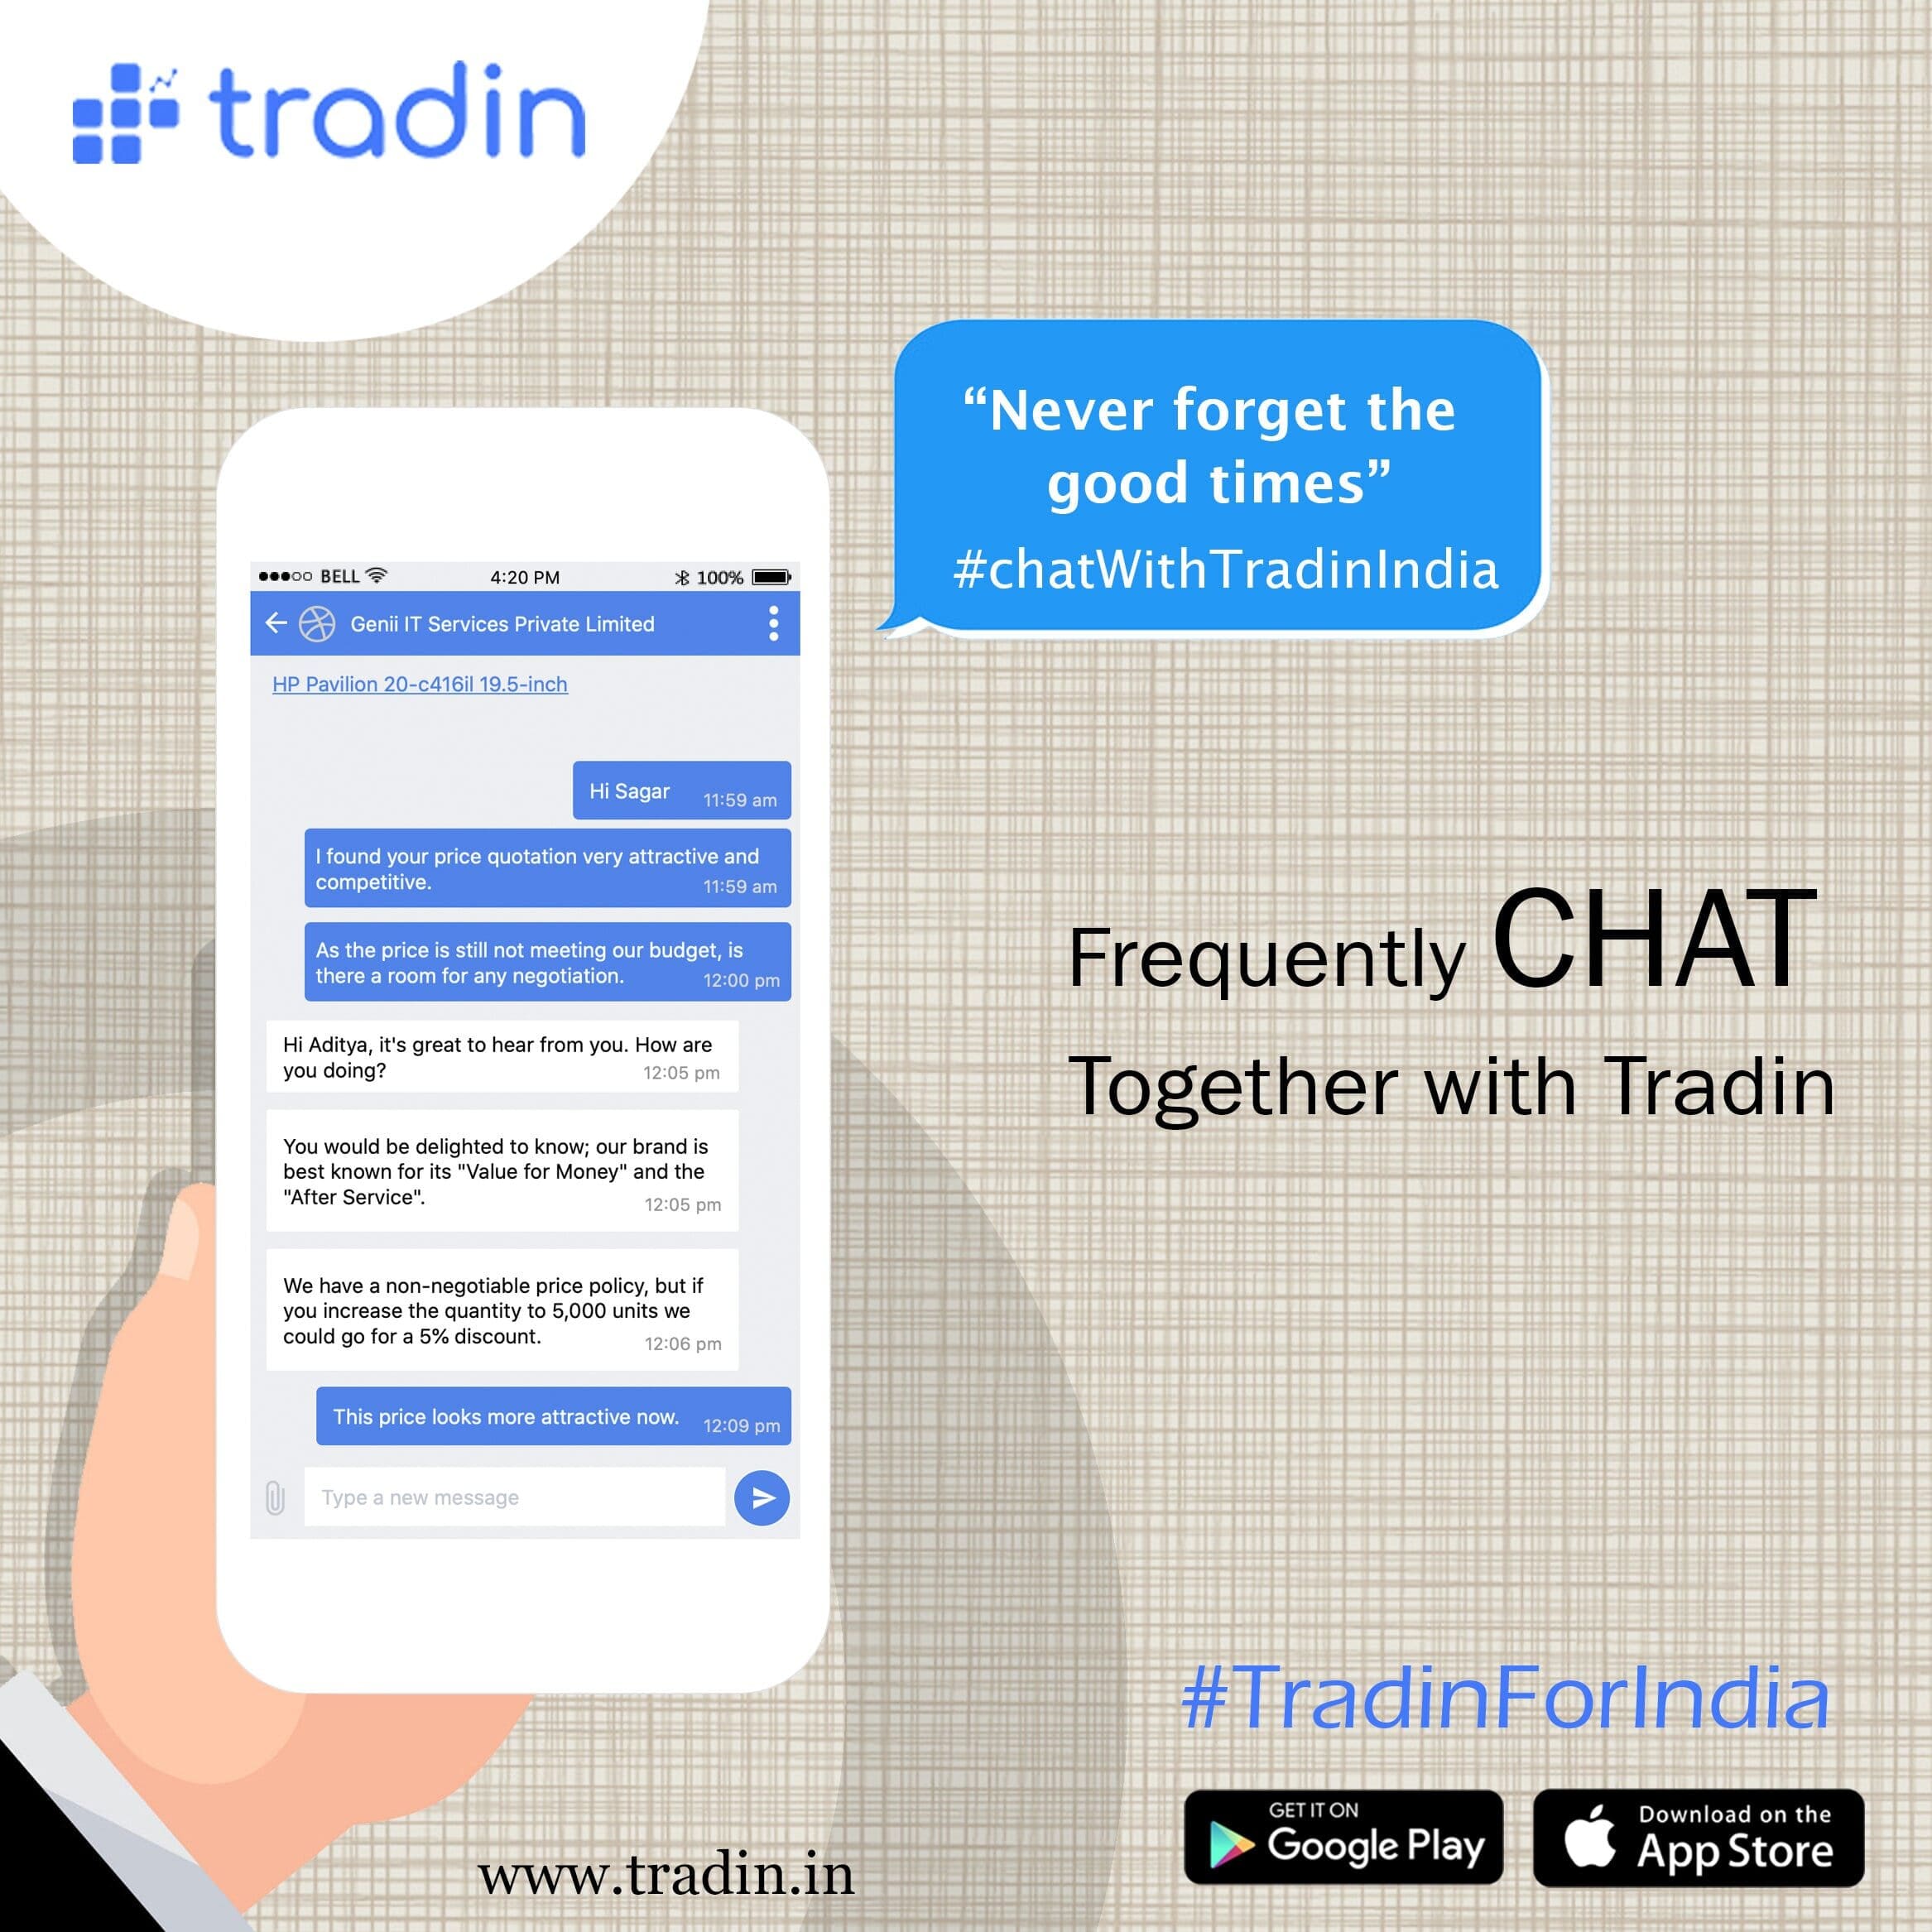 tradin
“Never forget the
good times”
#chatWithTradinIndia
BELL 4:20 PM 100%
Genii IT Services Private Limited
HP Pavilion 20-c416il 19.5-inch
Hi Sagar 11:59 am
I found your price quotation very attractive and
competitive. 11:59 am
As the price is still not meeting our budget, is
there a room for any negotiation. 12:00 pm
Hi Aditya, it's great to hear from you. How are
you doing? 12:05 pm
You would be delighted to know; our brand is
best known for its "Value for Money" and the
"After Service". 12:05 pm
We have a non-negotiable price policy, but if
you increase the quantity to 5,000 units we
could go for a 5% discount. 12:06 pm
This price looks more attractive now. 12:09 pm
Type a new message
Frequently CHAT
Together with Tradin
#TradinForIndia
GET IT ON
Google Play
Download on the
App Store
www.tradin.in